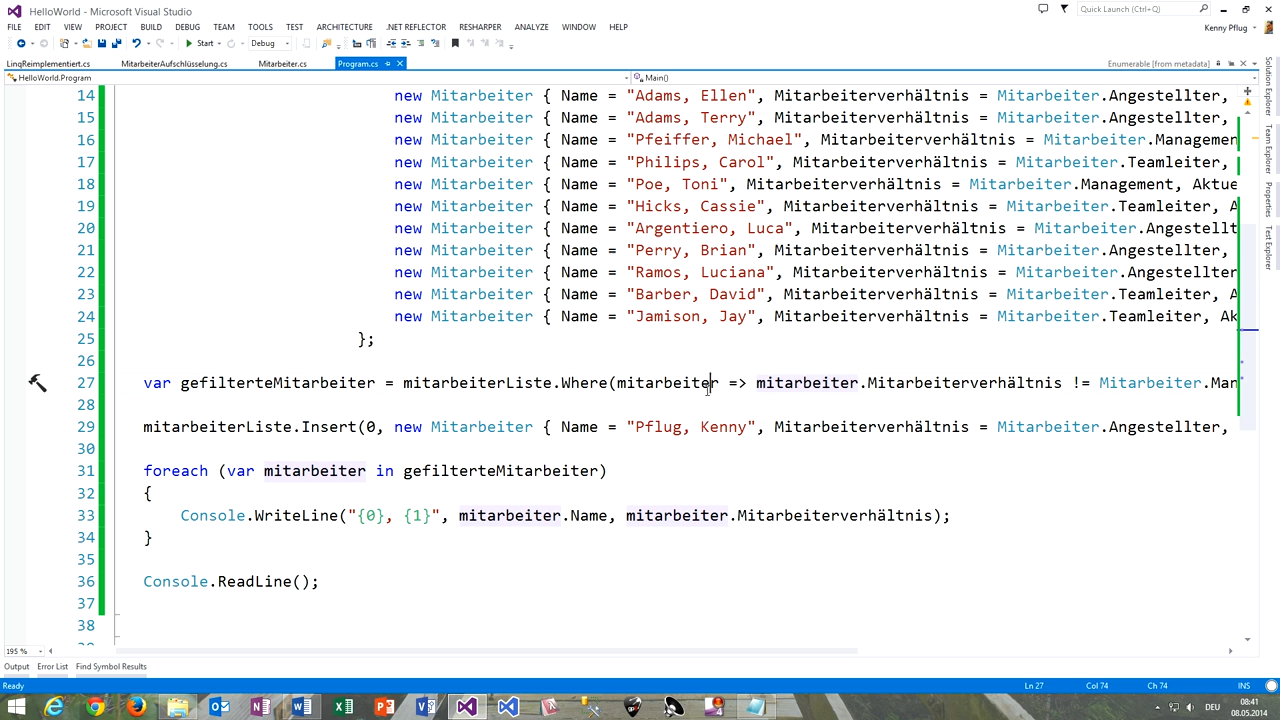 HelloWorld - Microsoft Visual Studio
Quick Launch (Ctrl+Q)
FILE EDIT VIEW PROJECT BUILD DEBUG TEAM TOOLS TEST ARCHITECTURE .NET REFLECTOR RESHARPER ANALYZE WINDOW HELP
Kenny Pflug
Start Debug
LinqReimplementiert.cs MitarbeiterAufschlüsselung.cs Mitarbeiter.cs Program.cs Enumerable [from metadata]
HelloWorld.Program Main()
14 new Mitarbeiter { Name = "Adams, Ellen", Mitarbeiterverhältnis = Mitarbeiter.Angestellter,
15 new Mitarbeiter { Name = "Adams, Terry", Mitarbeiterverhältnis = Mitarbeiter.Angestellter,
16 new Mitarbeiter { Name = "Pfeiffer, Michael", Mitarbeiterverhältnis = Mitarbeiter.Managemen
17 new Mitarbeiter { Name = "Philips, Carol", Mitarbeiterverhältnis = Mitarbeiter.Teamleiter,
18 new Mitarbeiter { Name = "Poe, Toni", Mitarbeiterverhältnis = Mitarbeiter.Management, Aktue
19 new Mitarbeiter { Name = "Hicks, Cassie", Mitarbeiterverhältnis = Mitarbeiter.Teamleiter, A
20 new Mitarbeiter { Name = "Argentiero, Luca", Mitarbeiterverhältnis = Mitarbeiter.Angestellt
21 new Mitarbeiter { Name = "Perry, Brian", Mitarbeiterverhältnis = Mitarbeiter.Angestellter,
22 new Mitarbeiter { Name = "Ramos, Luciana", Mitarbeiterverhältnis = Mitarbeiter.Angestellter
23 new Mitarbeiter { Name = "Barber, David", Mitarbeiterverhältnis = Mitarbeiter.Teamleiter, A
24 new Mitarbeiter { Name = "Jamison, Jay", Mitarbeiterverhältnis = Mitarbeiter.Teamleiter, Ak
25 };
26
27 var gefilterteMitarbeiter = mitarbeiterListe.Where(mitarbeiter => mitarbeiter.Mitarbeiterverhältnis != Mitarbeiter.Man
28
29 mitarbeiterListe.Insert(0, new Mitarbeiter { Name = "Pflug, Kenny", Mitarbeiterverhältnis = Mitarbeiter.Angestellter,
30
31 foreach (var mitarbeiter in gefilterteMitarbeiter)
32 {
33 Console.WriteLine("{0}, {1}", mitarbeiter.Name, mitarbeiter.Mitarbeiterverhältnis);
34 }
35
36 Console.ReadLine();
37
38
Solution Explorer
Team Explorer
Properties
Test Explorer
195 %
Output Error List Find Symbol Results
Ready Ln 27 Col 74 Ch 74 INS
DEU
08:41
08.05.2014